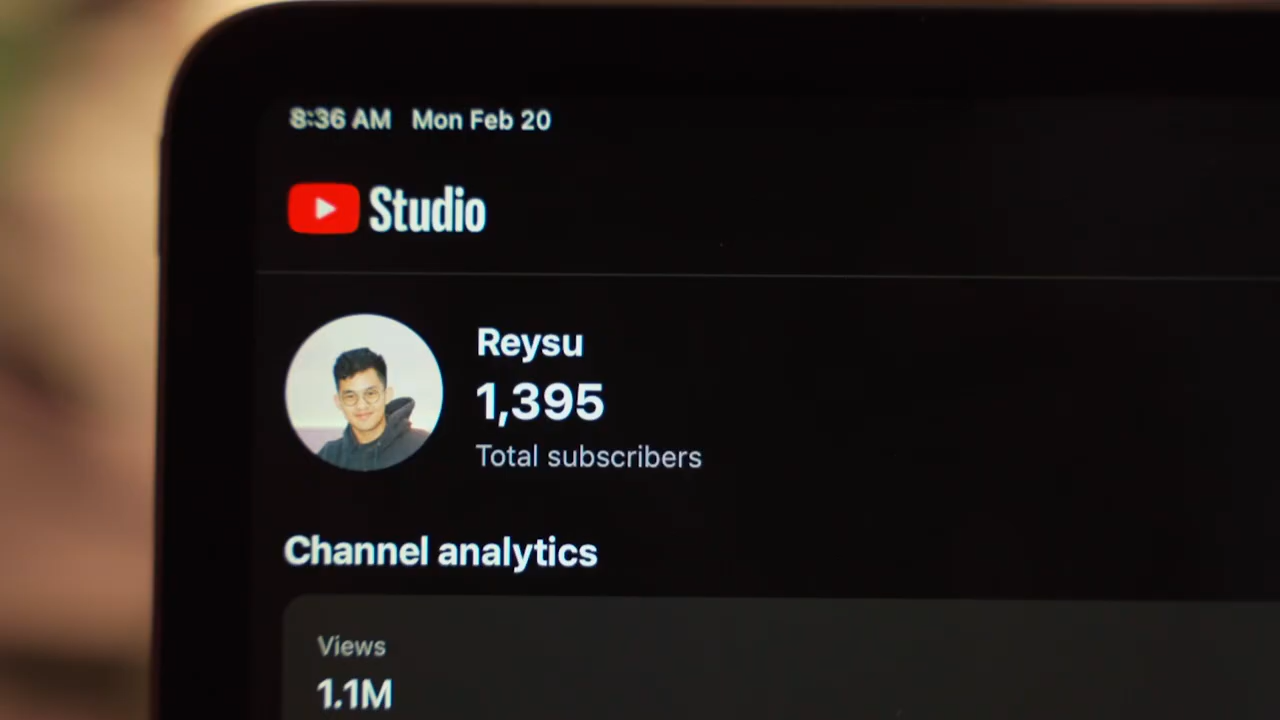 8:36 AM Mon Feb 20
Studio
Reysu
1,395
Total subscribers
Channel analytics
Views
1.1M